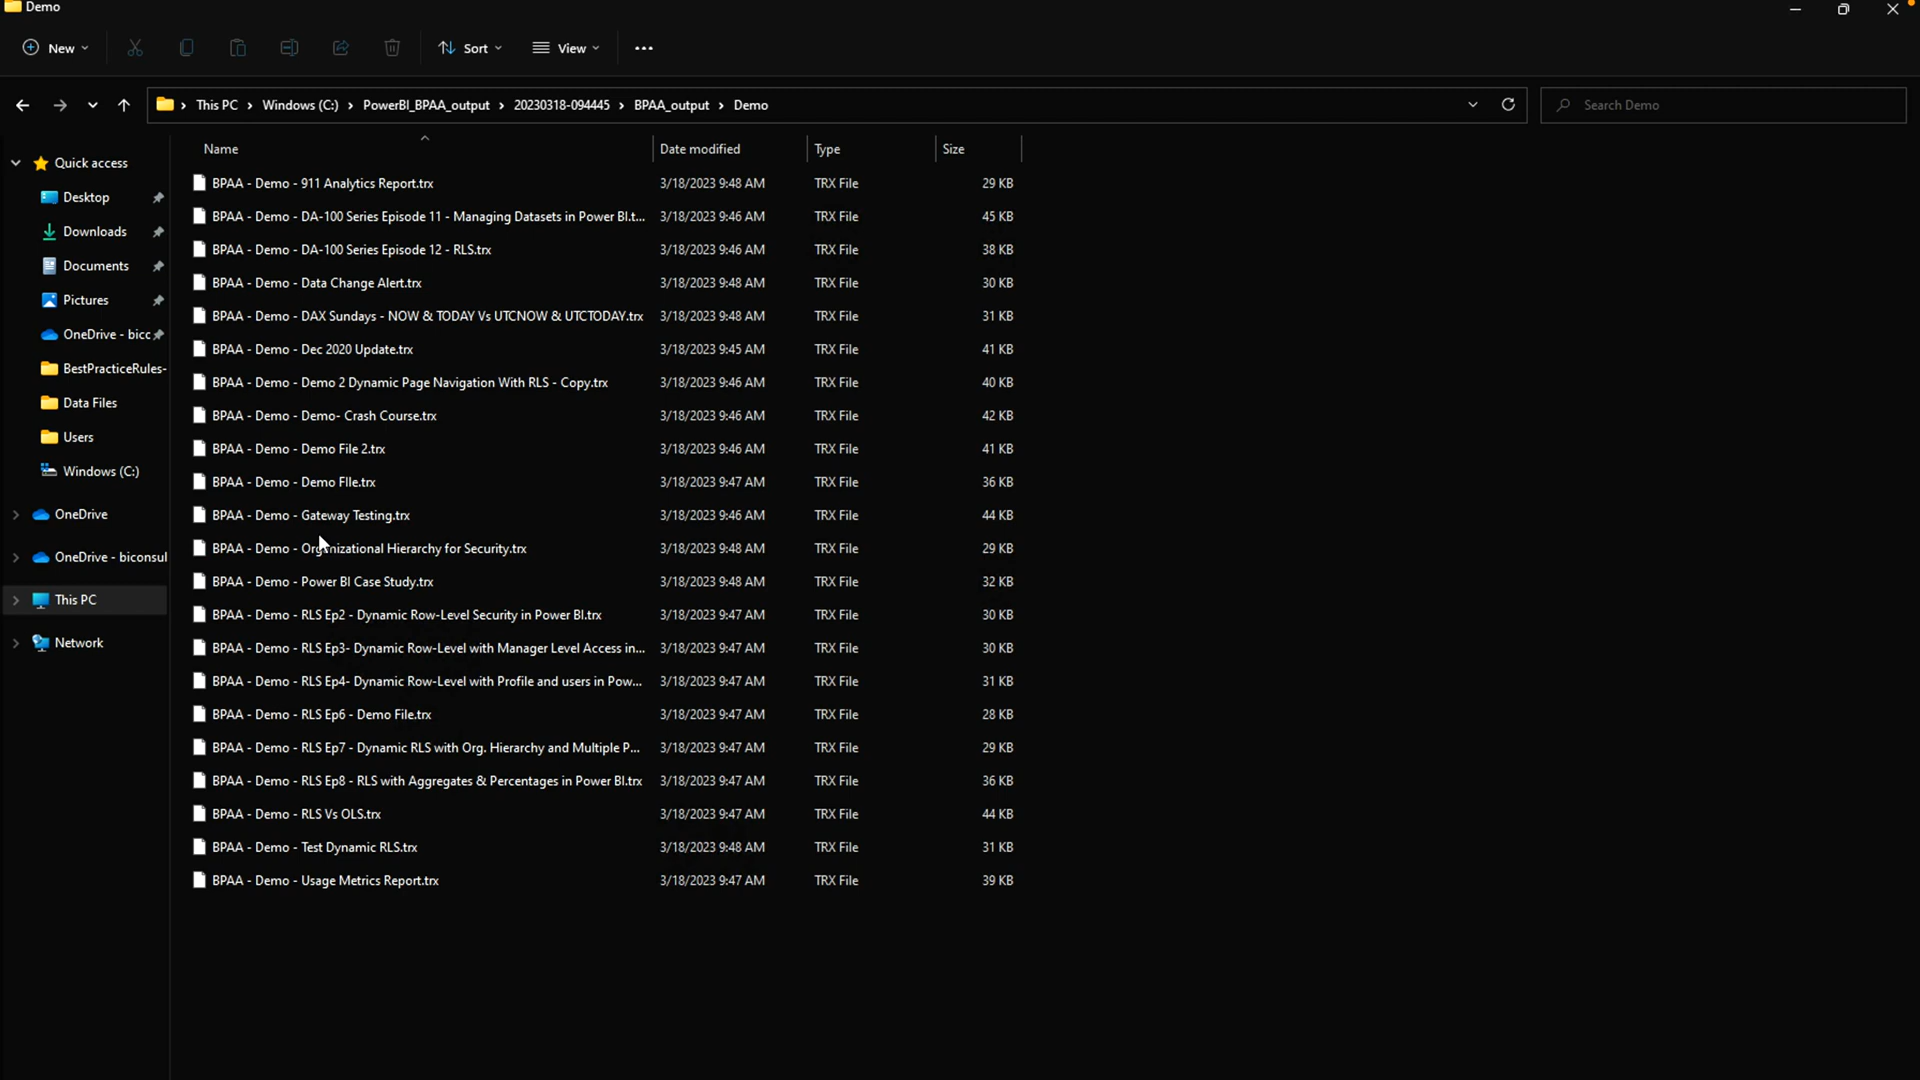 Demo
New
Sort
View
This PC > Windows (C:) > PowerBI_BPAA_output > 20230318-094445 > BPAA_output > Demo
Search Demo
Name Date modified Type Size
Quick access
Desktop
Downloads
Documents
Pictures
OneDrive - bicc
BestPracticeRules-
Data Files
Users
Windows (C:)
OneDrive
OneDrive - biconsul
This PC
Network
BPAA - Demo - 911 Analytics Report.trx 3/18/2023 9:48 AM TRX File 29 KB
BPAA - Demo - DA-100 Series Episode 11 - Managing Datasets in Power BI.t... 3/18/2023 9:46 AM TRX File 45 KB
BPAA - Demo - DA-100 Series Episode 12 - RLS.trx 3/18/2023 9:46 AM TRX File 38 KB
BPAA - Demo - Data Change Alert.trx 3/18/2023 9:48 AM TRX File 30 KB
BPAA - Demo - DAX Sundays - NOW & TODAY Vs UTCNOW & UTCTODAY.trx 3/18/2023 9:48 AM TRX File 31 KB
BPAA - Demo - Dec 2020 Update.trx 3/18/2023 9:45 AM TRX File 41 KB
BPAA - Demo - Demo 2 Dynamic Page Navigation With RLS - Copy.trx 3/18/2023 9:46 AM TRX File 40 KB
BPAA - Demo - Demo- Crash Course.trx 3/18/2023 9:46 AM TRX File 42 KB
BPAA - Demo - Demo File 2.trx 3/18/2023 9:46 AM TRX File 41 KB
BPAA - Demo - Demo FIle.trx 3/18/2023 9:47 AM TRX File 36 KB
BPAA - Demo - Gateway Testing.trx 3/18/2023 9:46 AM TRX File 44 KB
BPAA - Demo - Organizational Hierarchy for Security.trx 3/18/2023 9:48 AM TRX File 29 KB
BPAA - Demo - Power BI Case Study.trx 3/18/2023 9:48 AM TRX File 32 KB
BPAA - Demo - RLS Ep2 - Dynamic Row-Level Security in Power BI.trx 3/18/2023 9:47 AM TRX File 30 KB
BPAA - Demo - RLS Ep3- Dynamic Row-Level with Manager Level Access in... 3/18/2023 9:47 AM TRX File 30 KB
BPAA - Demo - RLS Ep4- Dynamic Row-Level with Profile and users in Pow... 3/18/2023 9:47 AM TRX File 31 KB
BPAA - Demo - RLS Ep6 - Demo File.trx 3/18/2023 9:47 AM TRX File 28 KB
BPAA - Demo - RLS Ep7 - Dynamic RLS with Org. Hierarchy and Multiple P... 3/18/2023 9:47 AM TRX File 29 KB
BPAA - Demo - RLS Ep8 - RLS with Aggregates & Percentages in Power BI.trx 3/18/2023 9:47 AM TRX File 36 KB
BPAA - Demo - RLS Vs OLS.trx 3/18/2023 9:47 AM TRX File 44 KB
BPAA - Demo - Test Dynamic RLS.trx 3/18/2023 9:48 AM TRX File 31 KB
BPAA - Demo - Usage Metrics Report.trx 3/18/2023 9:47 AM TRX File 39 KB